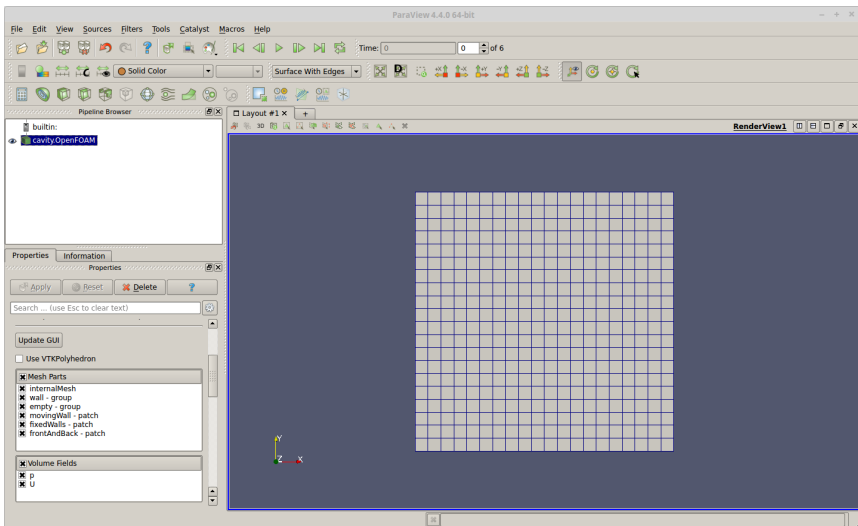 ParaView 4.4.0 64-bit
File Edit View Sources Filters Tools Catalyst Macros Help
Time: 0 0 of 6
Solid Color Surface With Edges
Pipeline Browser
Layout #1
3D RenderView1
builtin:
cavity.OpenFOAM
Properties Information
Properties
Apply Reset Delete ?
Search ... (use Esc to clear text)
Update GUI
Use VTKPolyhedron
Mesh Parts
internalMesh
wall - group
empty - group
movingWall - patch
fixedWalls - patch
frontAndBack - patch
Volume Fields
p
U
Y
Z X